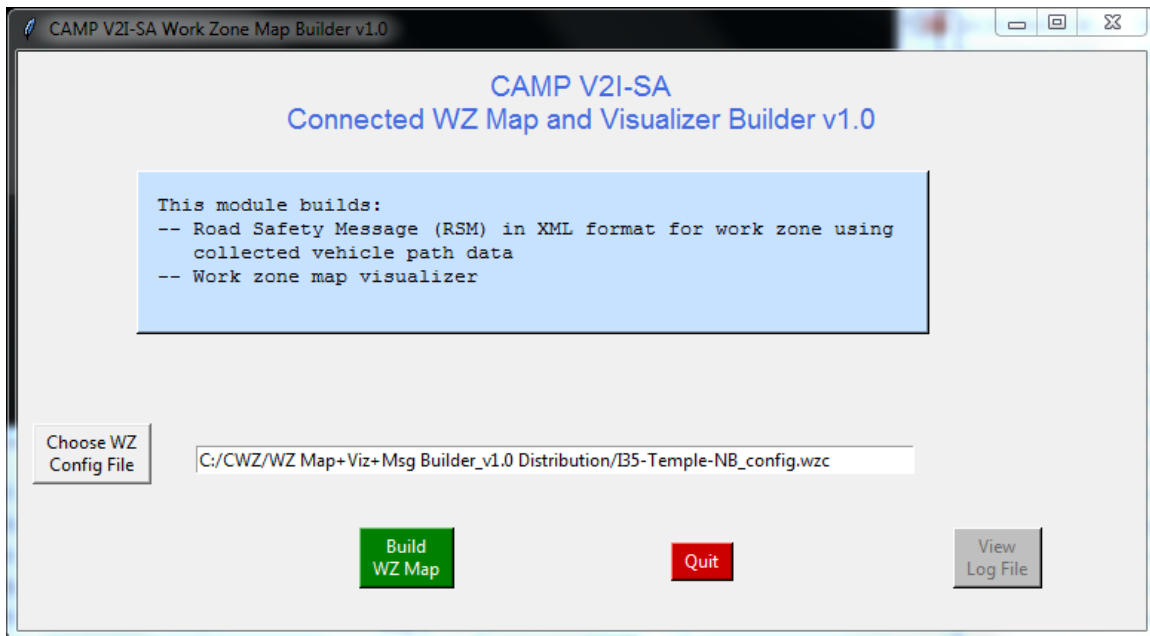 CAMP V2I-SA Work Zone Map Builder v1.0
CAMP V2I-SA
Connected WZ Map and Visualizer Builder v1.0
This module builds:
-- Road Safety Message (RSM) in XML format for work zone using
collected vehicle path data
-- Work zone map visualizer
Choose WZ
Config File
C:/CWZ/WZ Map+Viz+Msg Builder_v1.0 Distribution/I35-Temple-NB_config.wzc
Build
WZ Map
Quit
View
Log File